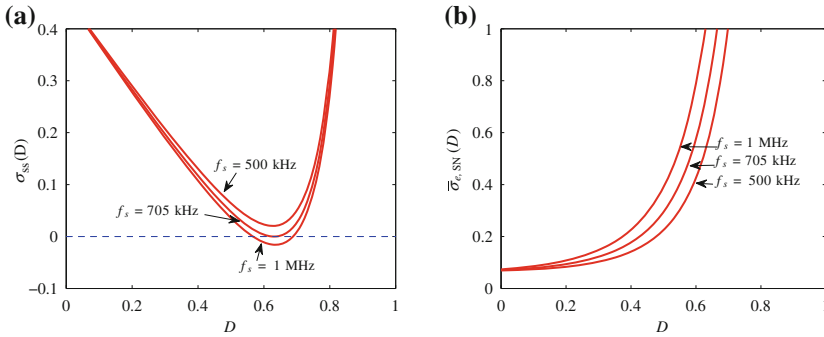 (a)
0.4
0.3
0.2
0.1
0
−0.1
σss(D)
fs = 500 kHz
fs = 705 kHz
fs = 1 MHz
0
0.2
0.4
0.6
0.8
1
D
(b)
1
0.8
0.6
0.4
0.2
0
σ̅e, SN(D)
fs = 1 MHz
fs = 705 kHz
fs = 500 kHz
0
0.2
0.4
0.6
0.8
1
D